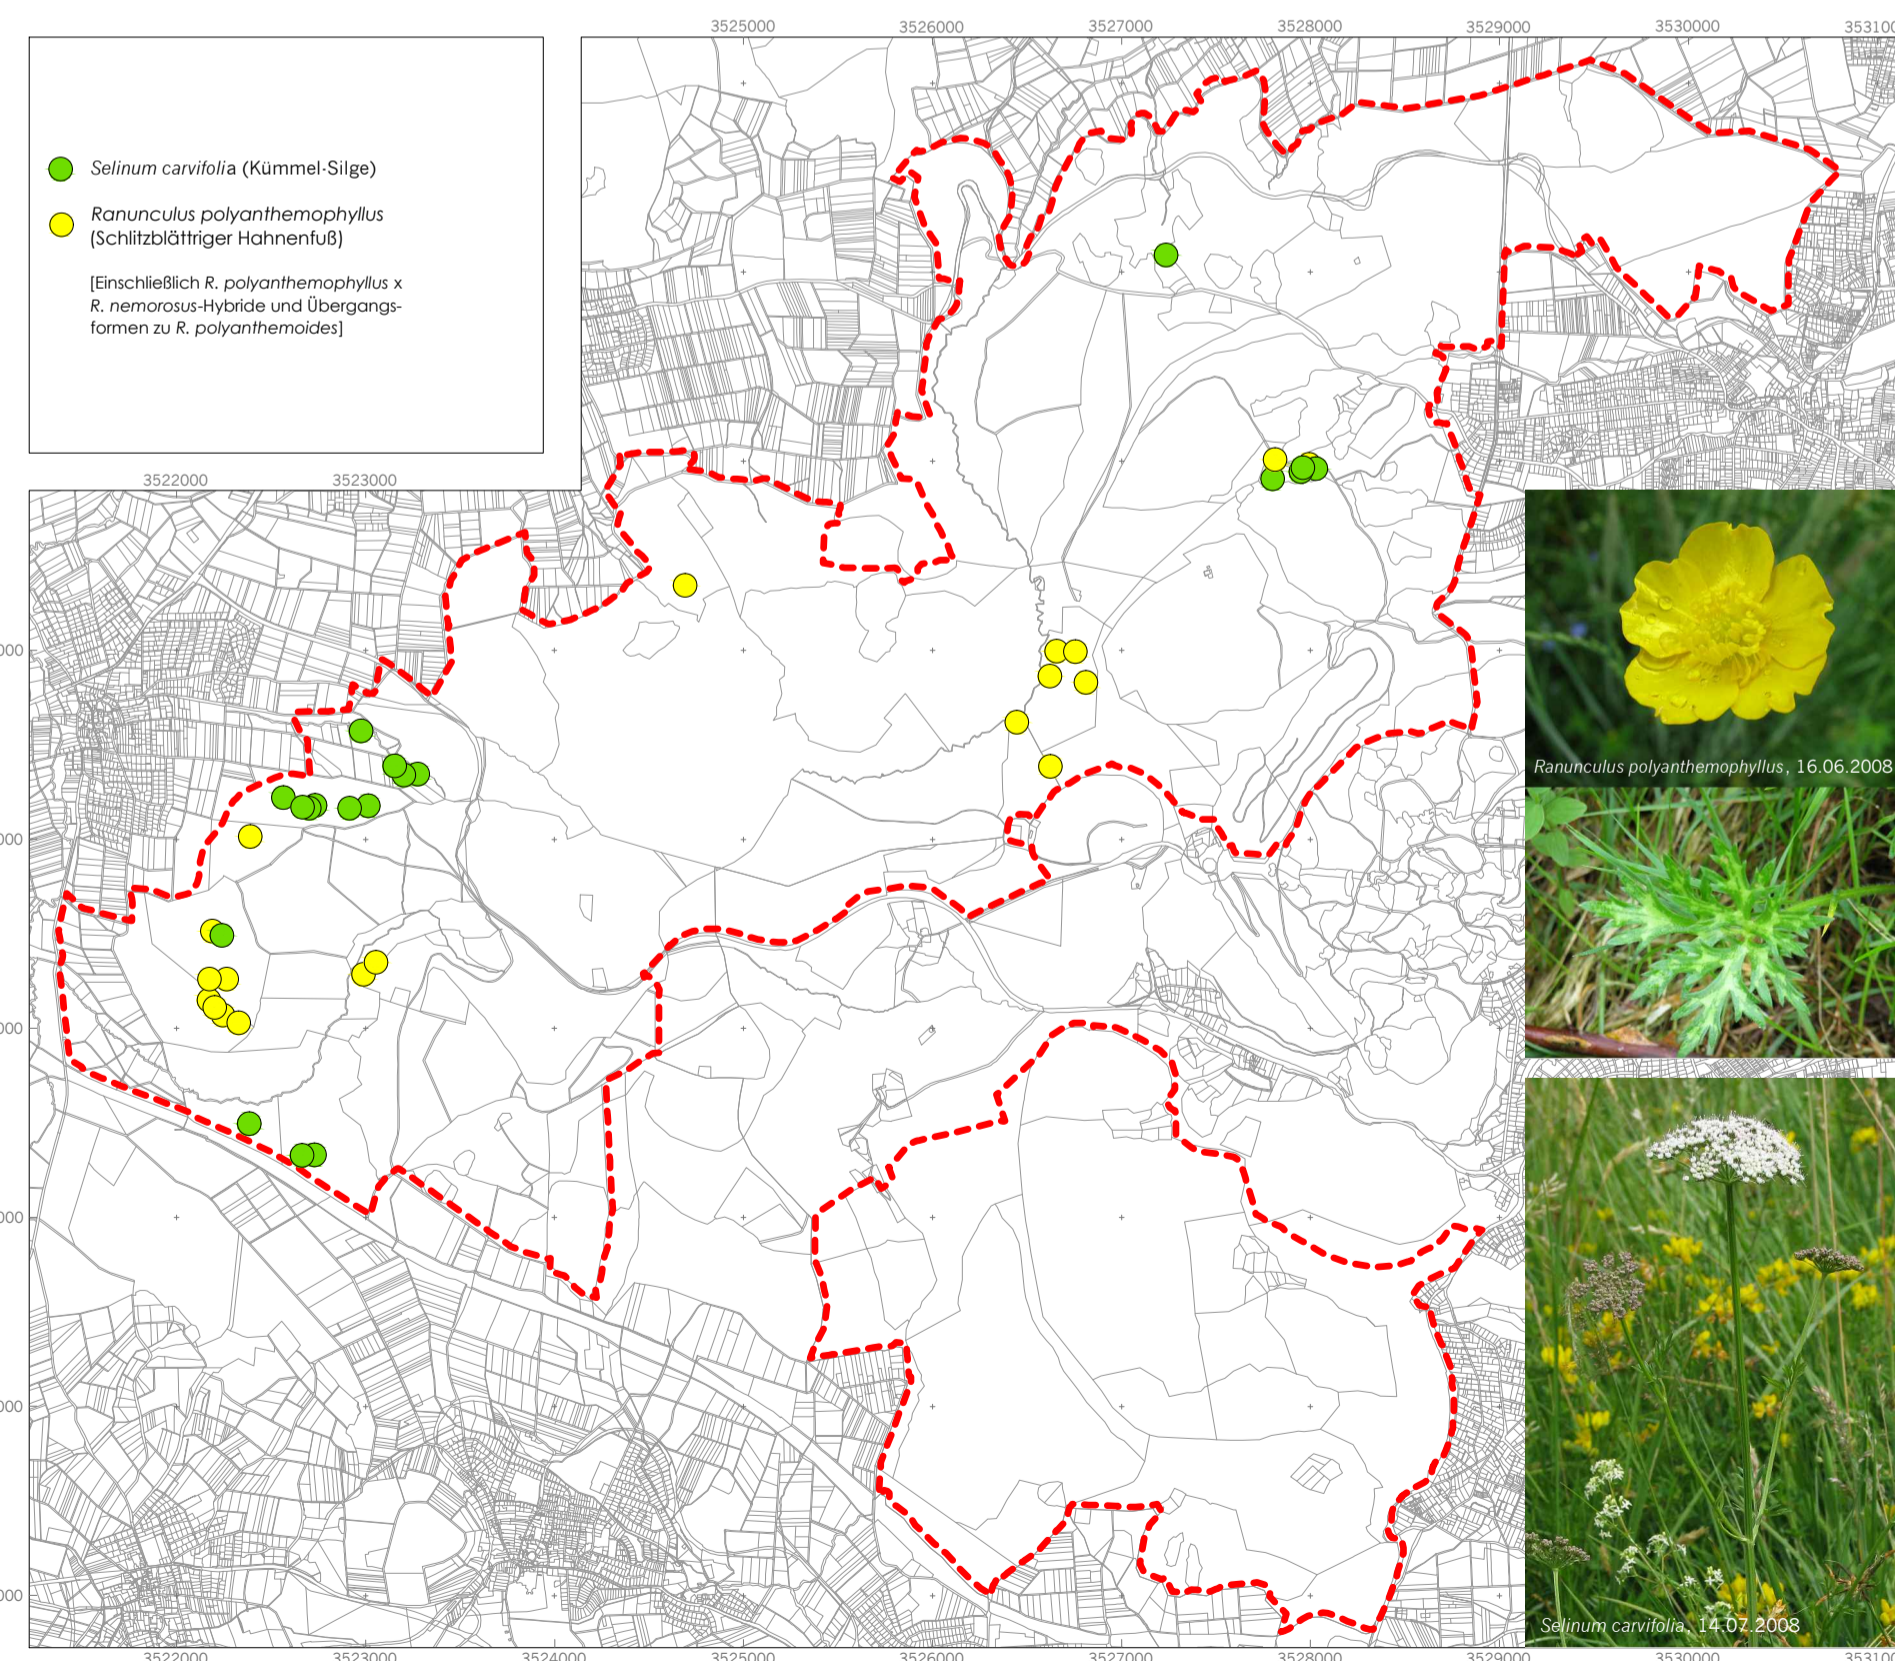 3525000 3526000 3527000 3528000 3529000 3530000
Selinum carvifolia (Kümmel-Silge)
Ranunculus polyanthemophyllus
(Schlitzblättriger Hahnenfuß)
[Einschließlich R. polyanthemophyllus x
R. nemorosus-Hybride und Übergangs-
formen zu R. polyanthemoides]
3522000 3523000
Ranunculus polyanthemophyllus, 16.06.2008
Selinum carvifolia, 14.07.2008
3522000 3523000 3524000 3525000 3526000 3527000 3528000 3529000 3530000